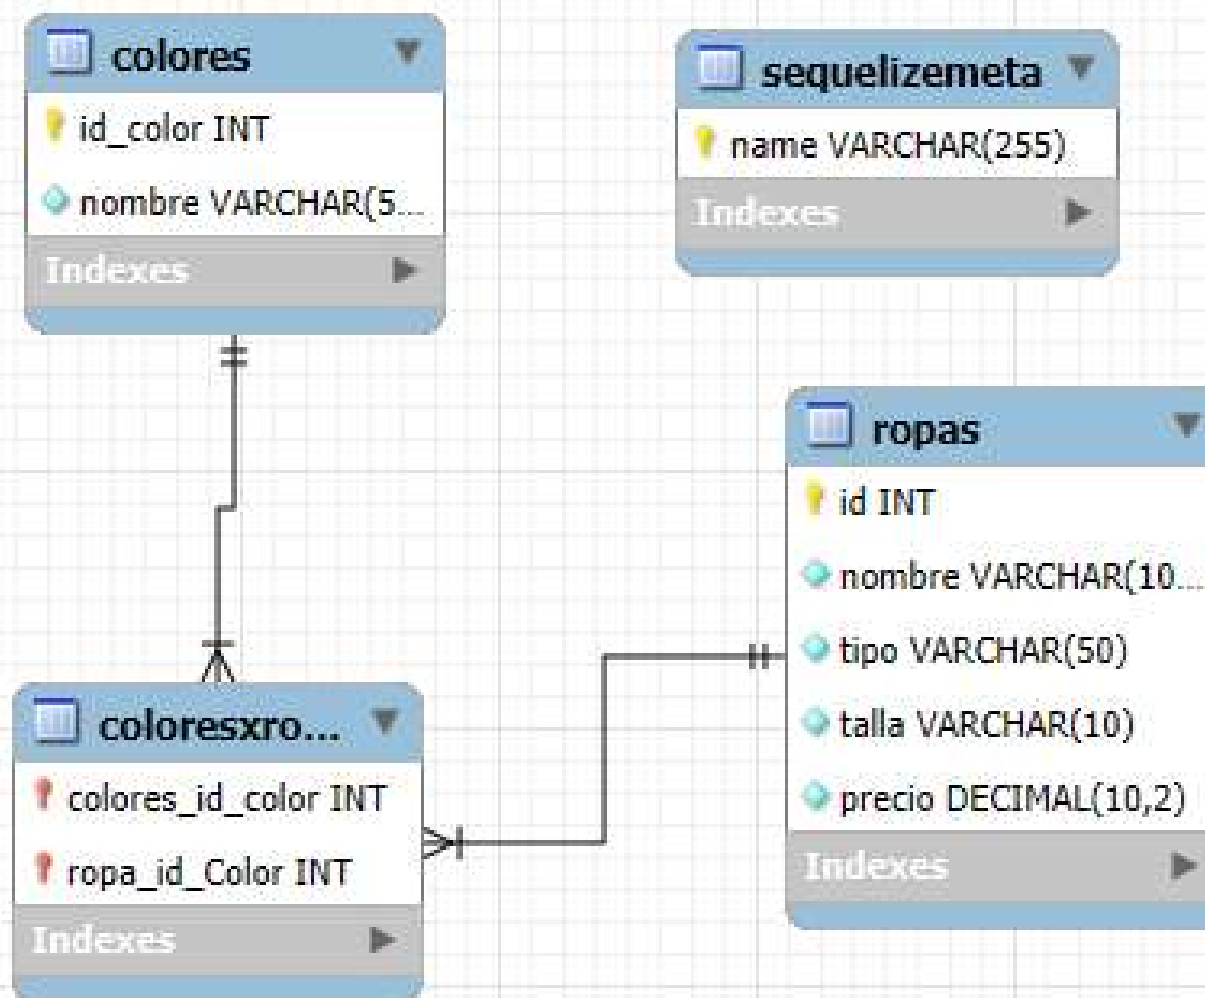 colores
id_color INT
nombre VARCHAR(5...
Indexes
sequelizemeta
name VARCHAR(255)
Indexes
ropas
id INT
nombre VARCHAR(10...
tipo VARCHAR(50)
talla VARCHAR(10)
precio DECIMAL(10,2)
Indexes
coloresxro...
colores_id_color INT
ropa_id_Color INT
Indexes